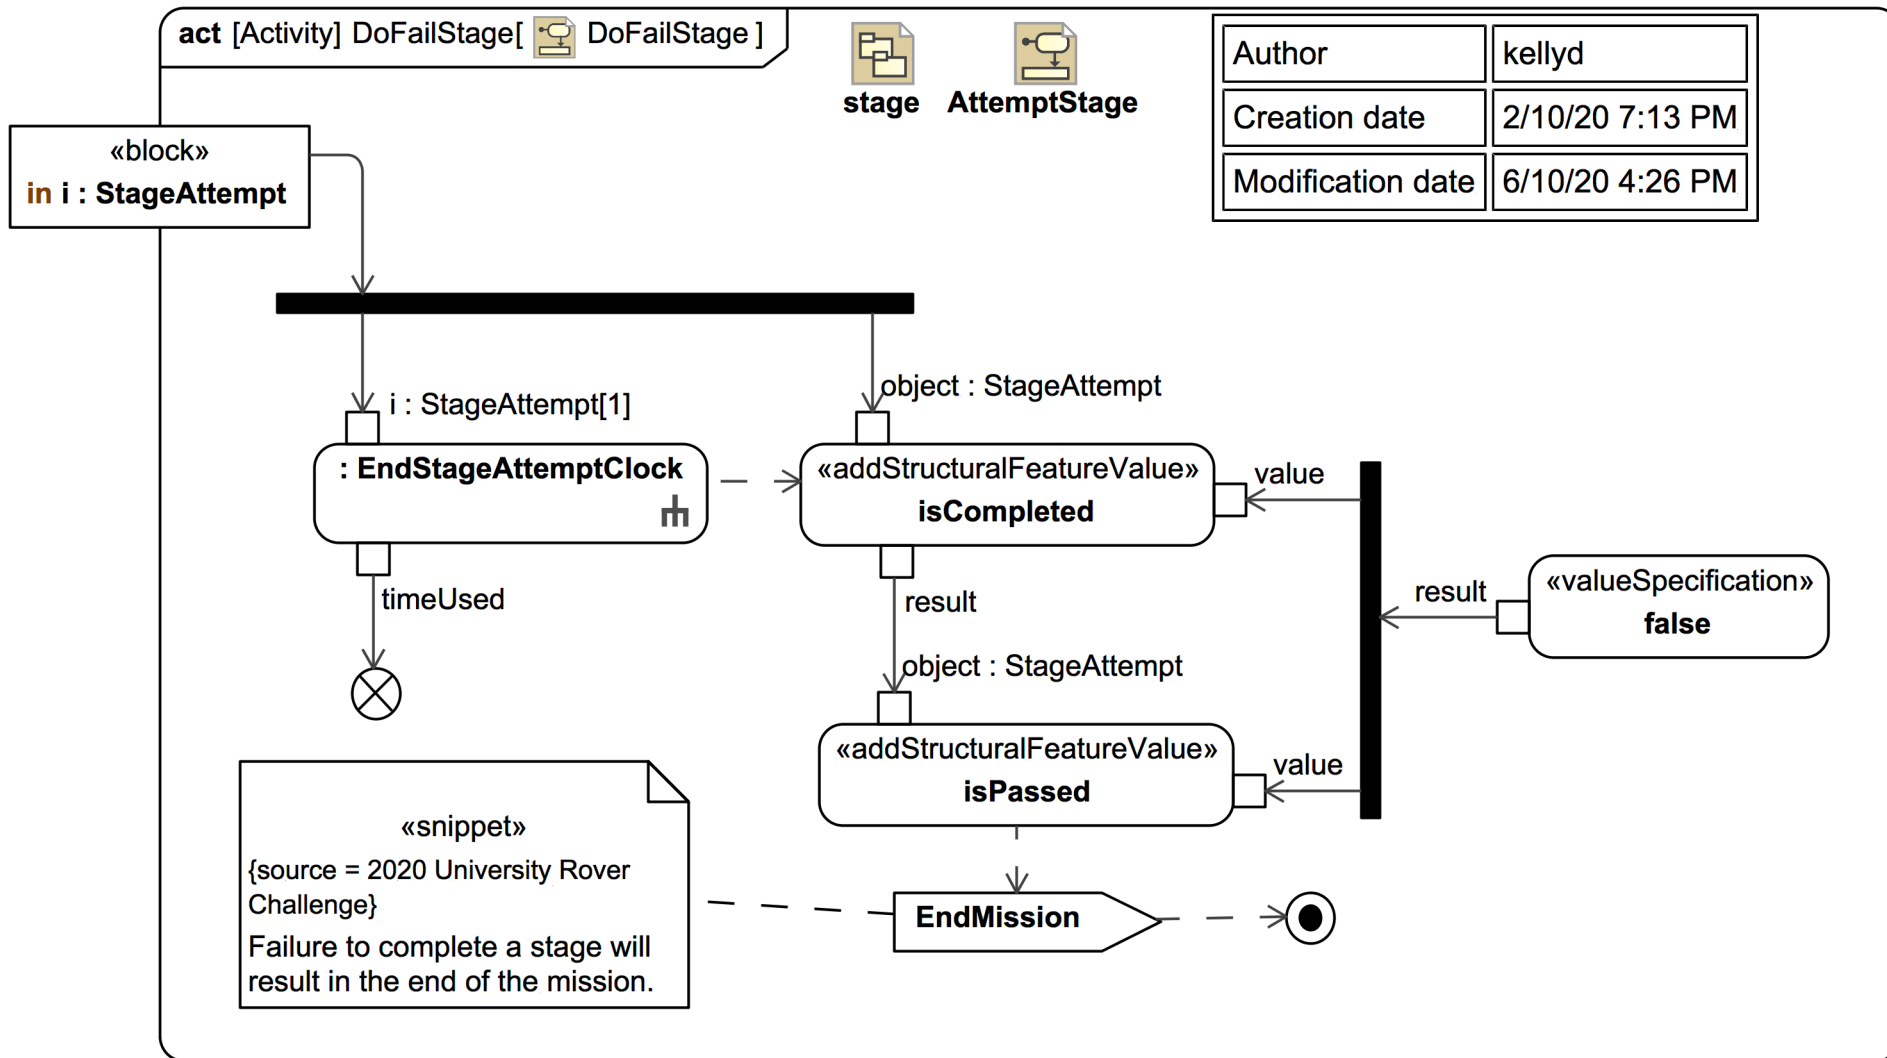 act [Activity] DoFailStage[ DoFailStage ]
stage
AttemptStage
Author
kellyd
Creation date
2/10/20 7:13 PM
Modification date
6/10/20 4:26 PM
«block»
in i : StageAttempt
i : StageAttempt[1]
object : StageAttempt
: EndStageAttemptClock
«addStructuralFeatureValue»
isCompleted
value
timeUsed
result
result
«valueSpecification»
false
object : StageAttempt
«addStructuralFeatureValue»
isPassed
value
«snippet»
{source = 2020 University Rover
Challenge}
Failure to complete a stage will
result in the end of the mission.
EndMission